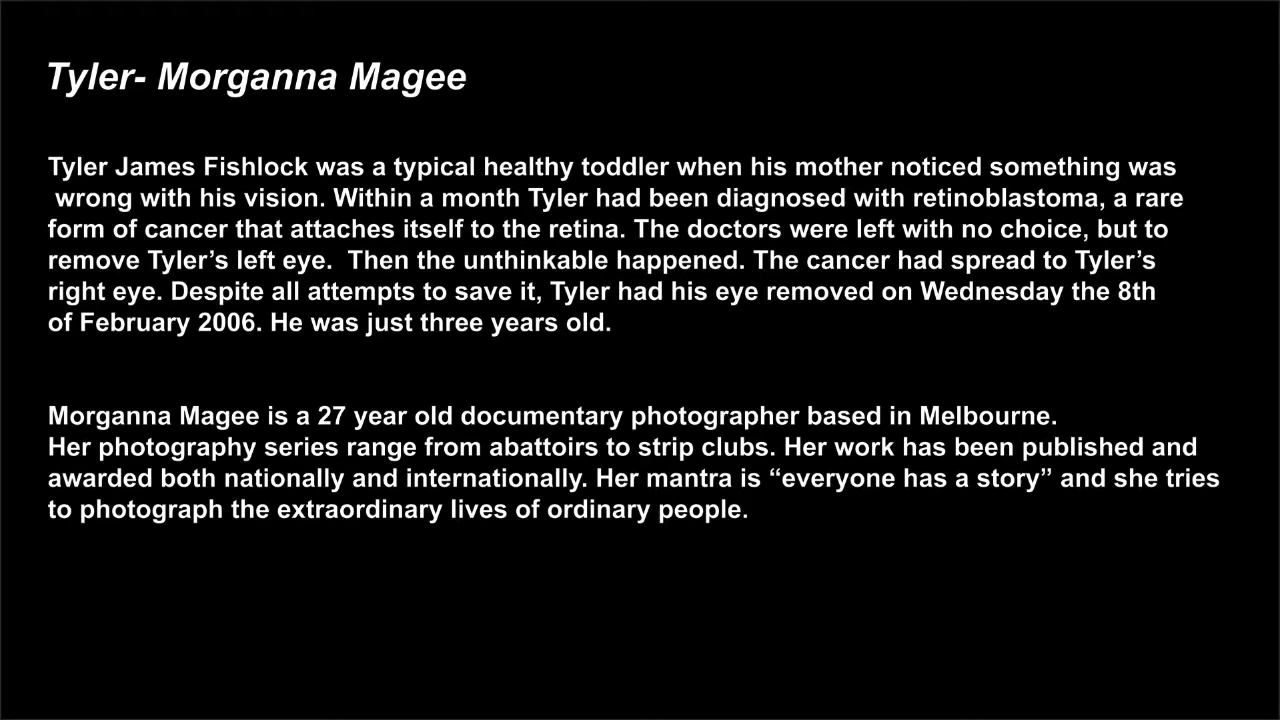 Tyler- Morganna Magee
Tyler James Fishlock was a typical healthy toddler when his mother noticed something was
wrong with his vision. Within a month Tyler had been diagnosed with retinoblastoma, a rare
form of cancer that attaches itself to the retina. The doctors were left with no choice, but to
remove Tyler’s left eye.  Then the unthinkable happened. The cancer had spread to Tyler’s
right eye. Despite all attempts to save it, Tyler had his eye removed on Wednesday the 8th
of February 2006. He was just three years old.
Morganna Magee is a 27 year old documentary photographer based in Melbourne.
Her photography series range from abattoirs to strip clubs. Her work has been published and
awarded both nationally and internationally. Her mantra is “everyone has a story” and she tries
to photograph the extraordinary lives of ordinary people.